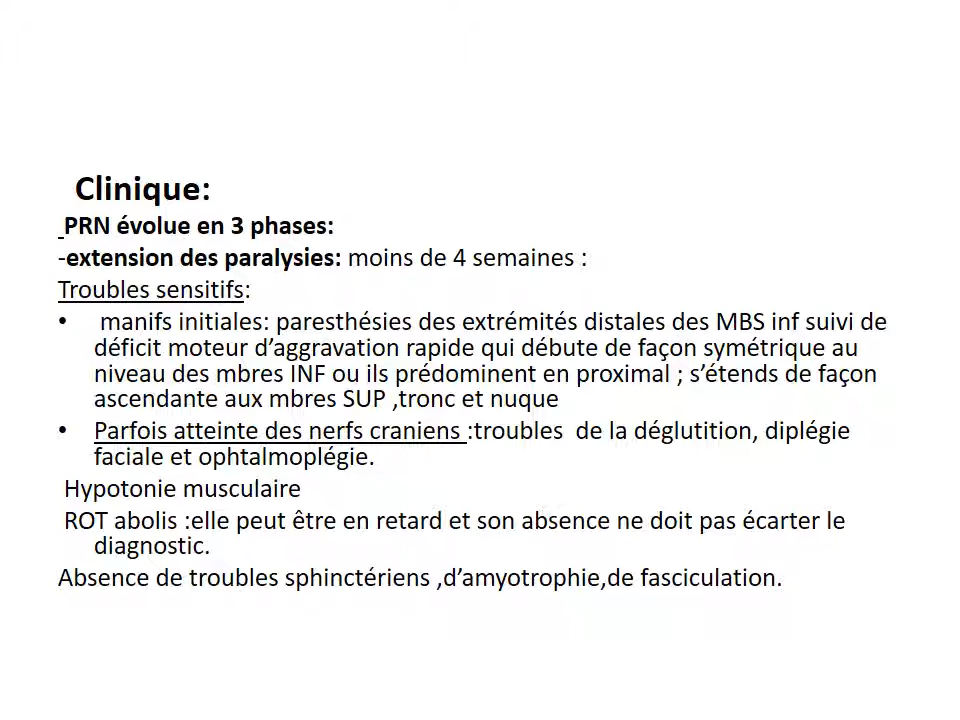 Clinique:
PRN évolue en 3 phases:
-extension des paralysies: moins de 4 semaines :
Troubles sensitifs:
• manifs initiales: paresthésies des extrémités distales des MBS inf suivi de
déficit moteur d’aggravation rapide qui débute de façon symétrique au
niveau des mbres INF ou ils prédominent en proximal ; s’étends de façon
ascendante aux mbres SUP ,tronc et nuque
• Parfois atteinte des nerfs craniens :troubles de la déglutition, diplégie
faciale et ophtalmoplégie.
Hypotonie musculaire
ROT abolis :elle peut être en retard et son absence ne doit pas écarter le
diagnostic.
Absence de troubles sphinctériens ,d’amyotrophie,de fasciculation.